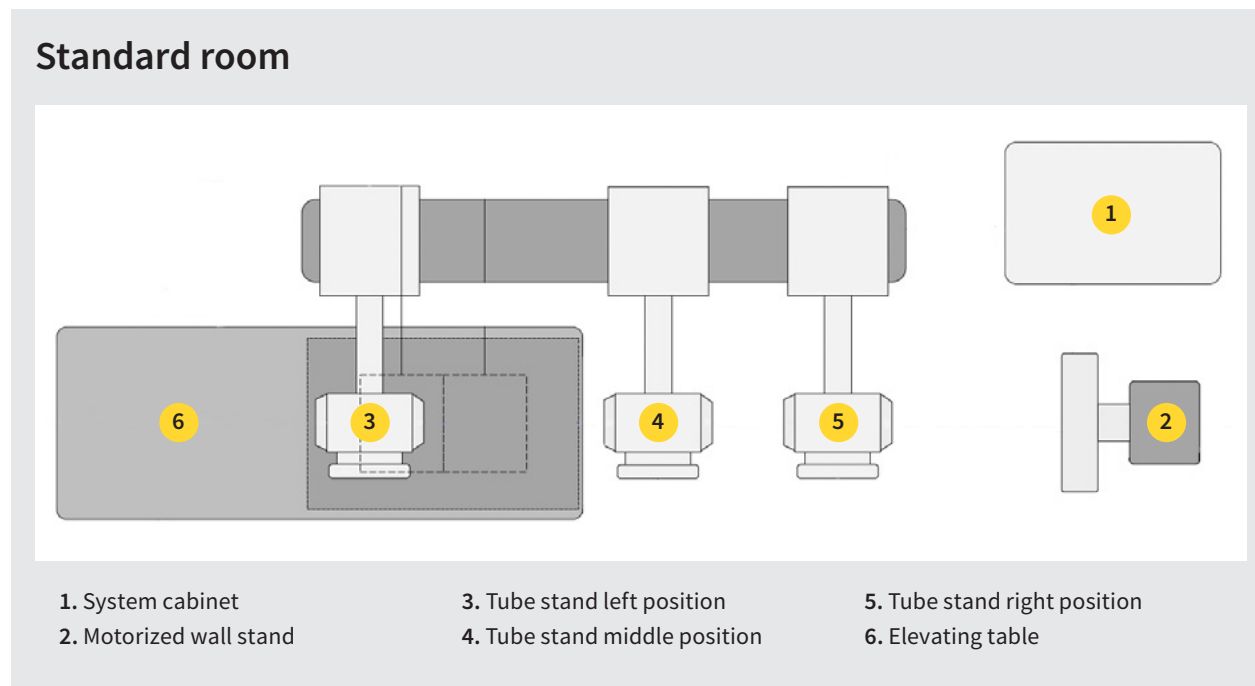 Standard room
1
6
3
4
5
2
1. System cabinet
2. Motorized wall stand
3. Tube stand left position
4. Tube stand middle position
5. Tube stand right position
6. Elevating table